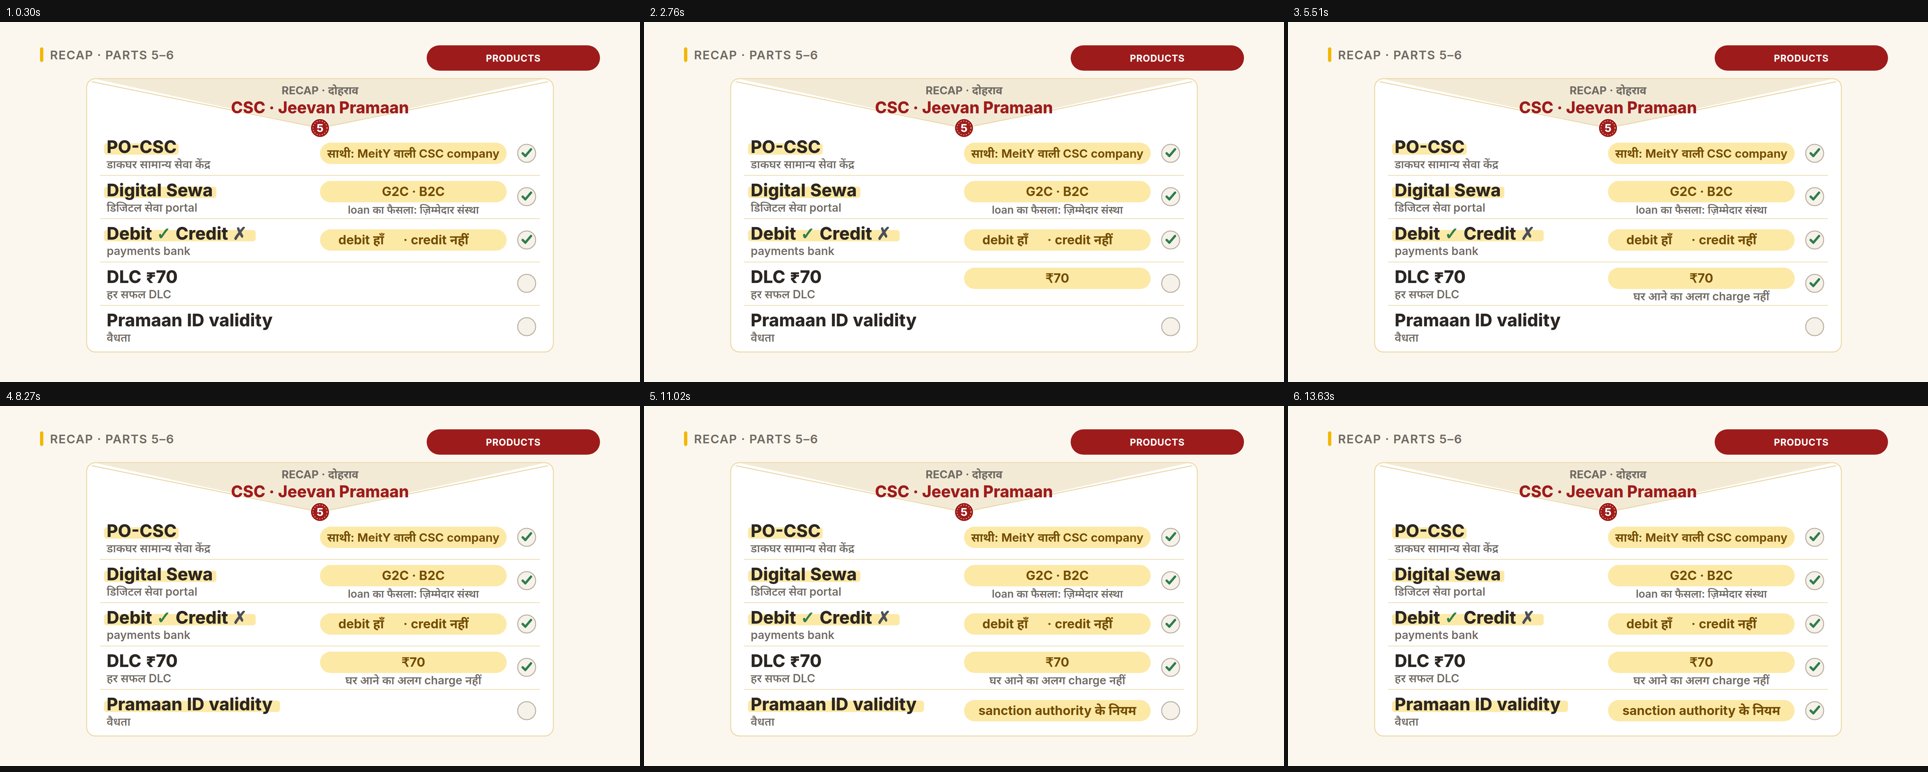 1. 0.30s
RECAP · PARTS 5–6
PRODUCTS
RECAP · दोहराव
CSC · Jeevan Pramaan
5
PO-CSC
डाकघर सामान्य सेवा केंद्र
साथी: MeitY वाली CSC company
Digital Sewa
डिजिटल सेवा portal
G2C · B2C
loan का फैसला: ज़िम्मेदार संस्था
Debit ✓ Credit ✗
payments bank
debit हाँ · credit नहीं
DLC ₹70
हर सफल DLC
Pramaan ID validity
वैधता
2. 2.76s
RECAP · PARTS 5–6
PRODUCTS
RECAP · दोहराव
CSC · Jeevan Pramaan
5
PO-CSC
डाकघर सामान्य सेवा केंद्र
साथी: MeitY वाली CSC company
Digital Sewa
डिजिटल सेवा portal
G2C · B2C
loan का फैसला: ज़िम्मेदार संस्था
Debit ✓ Credit ✗
payments bank
debit हाँ · credit नहीं
DLC ₹70
हर सफल DLC
₹70
Pramaan ID validity
वैधता
3. 5.51s
RECAP · PARTS 5–6
PRODUCTS
RECAP · दोहराव
CSC · Jeevan Pramaan
5
PO-CSC
डाकघर सामान्य सेवा केंद्र
साथी: MeitY वाली CSC company
Digital Sewa
डिजिटल सेवा portal
G2C · B2C
loan का फैसला: ज़िम्मेदार संस्था
Debit ✓ Credit ✗
payments bank
debit हाँ · credit नहीं
DLC ₹70
हर सफल DLC
₹70
घर आने का अलग charge नहीं
Pramaan ID validity
वैधता
4. 8.27s
RECAP · PARTS 5–6
PRODUCTS
RECAP · दोहराव
CSC · Jeevan Pramaan
5
PO-CSC
डाकघर सामान्य सेवा केंद्र
साथी: MeitY वाली CSC company
Digital Sewa
डिजिटल सेवा portal
G2C · B2C
loan का फैसला: ज़िम्मेदार संस्था
Debit ✓ Credit ✗
payments bank
debit हाँ · credit नहीं
DLC ₹70
हर सफल DLC
₹70
घर आने का अलग charge नहीं
Pramaan ID validity
वैधता
5. 11.02s
RECAP · PARTS 5–6
PRODUCTS
RECAP · दोहराव
CSC · Jeevan Pramaan
5
PO-CSC
डाकघर सामान्य सेवा केंद्र
साथी: MeitY वाली CSC company
Digital Sewa
डिजिटल सेवा portal
G2C · B2C
loan का फैसला: ज़िम्मेदार संस्था
Debit ✓ Credit ✗
payments bank
debit हाँ · credit नहीं
DLC ₹70
हर सफल DLC
₹70
घर आने का अलग charge नहीं
Pramaan ID validity
वैधता
sanction authority के नियम
6. 13.63s
RECAP · PARTS 5–6
PRODUCTS
RECAP · दोहराव
CSC · Jeevan Pramaan
5
PO-CSC
डाकघर सामान्य सेवा केंद्र
साथी: MeitY वाली CSC company
Digital Sewa
डिजिटल सेवा portal
G2C · B2C
loan का फैसला: ज़िम्मेदार संस्था
Debit ✓ Credit ✗
payments bank
debit हाँ · credit नहीं
DLC ₹70
हर सफल DLC
₹70
घर आने का अलग charge नहीं
Pramaan ID validity
वैधता
sanction authority के नियम